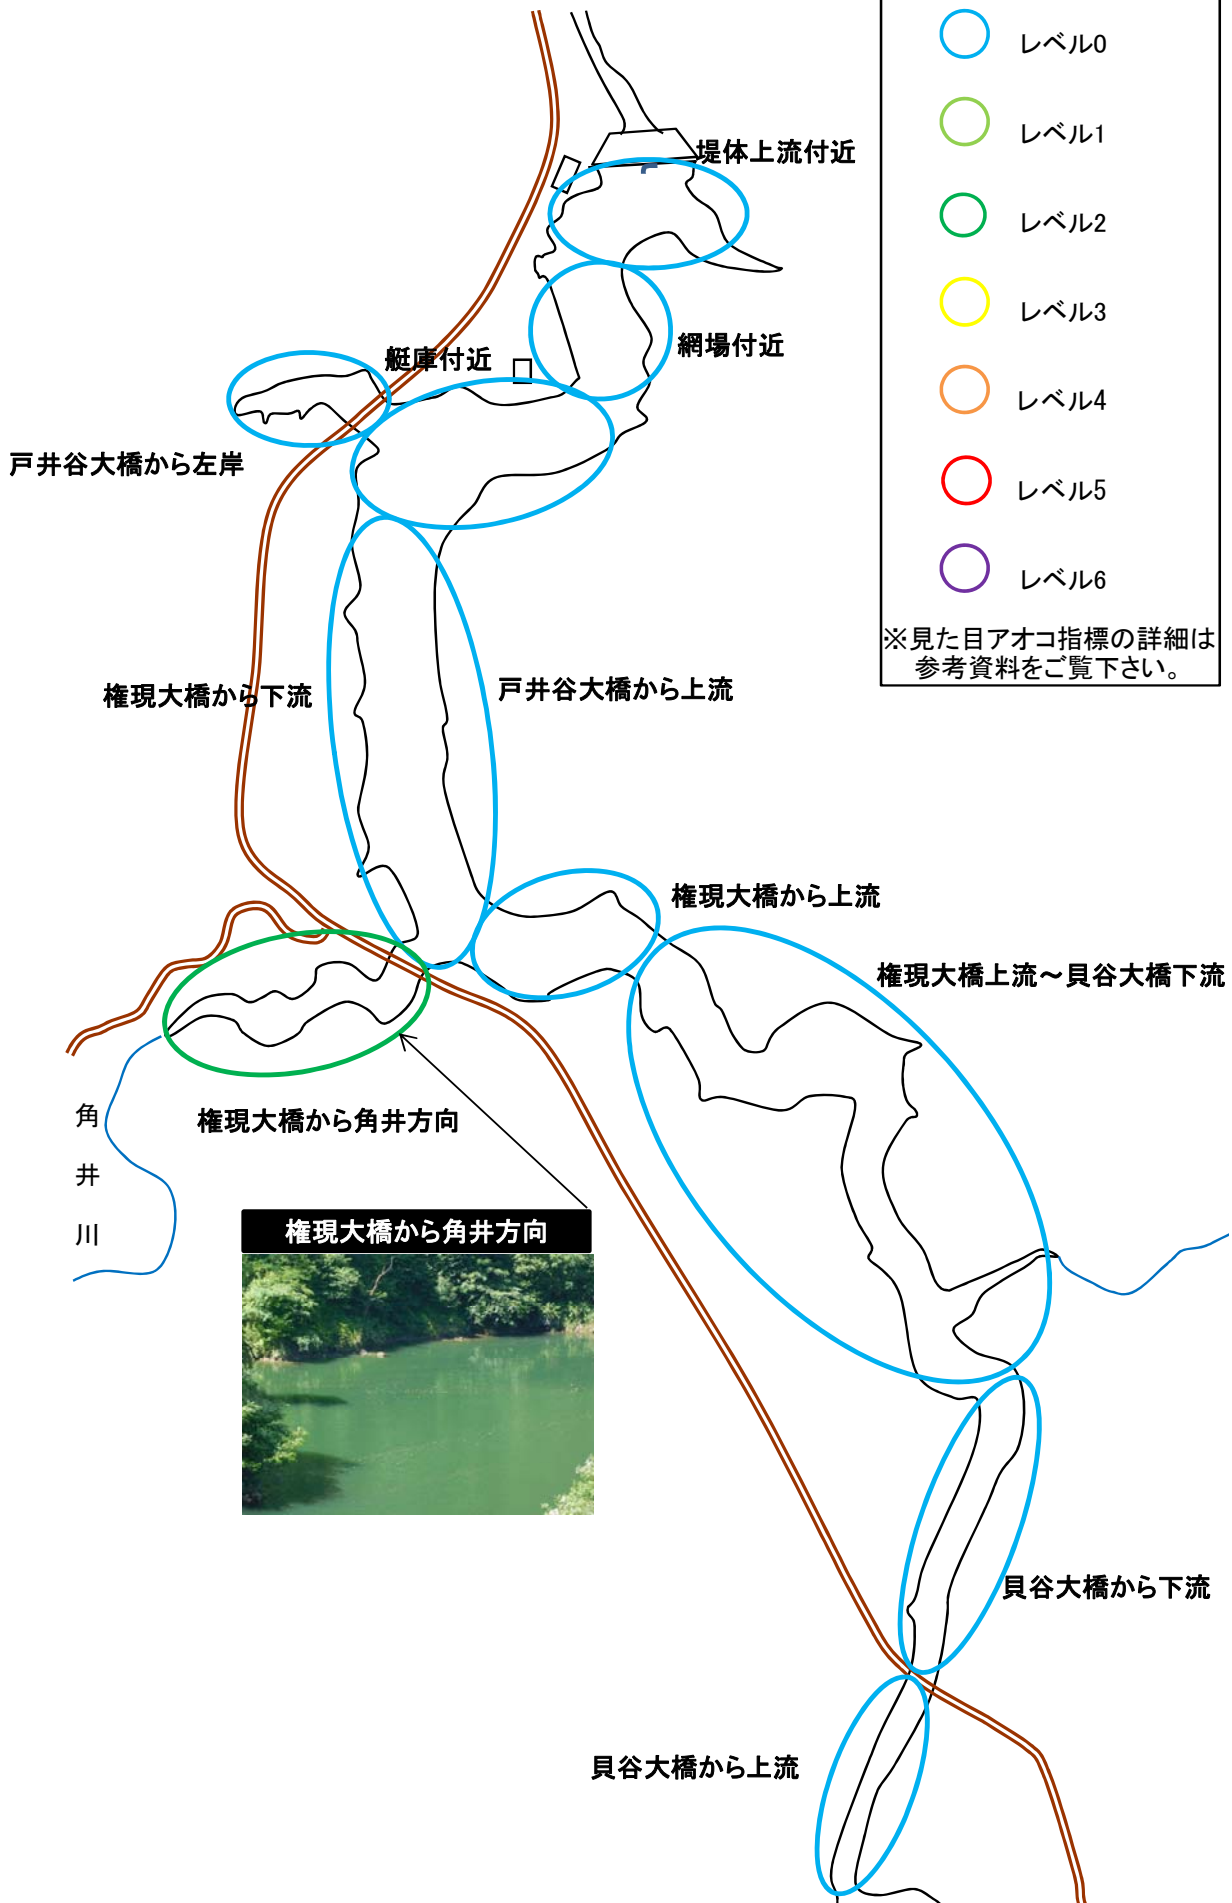 レベル0
レベル1
レベル2
レベル3
レベル4
レベル5
レベル6
※見た目アオコ指標の詳細は
参考資料をご覧下さい。
堤体上流付近
網場付近
艇庫付近
戸井谷大橋から左岸
権現大橋から下流
戸井谷大橋から上流
権現大橋から上流
権現大橋上流~貝谷大橋下流
権現大橋から角井方向
角井川
権現大橋から角井方向
貝谷大橋から下流
貝谷大橋から上流